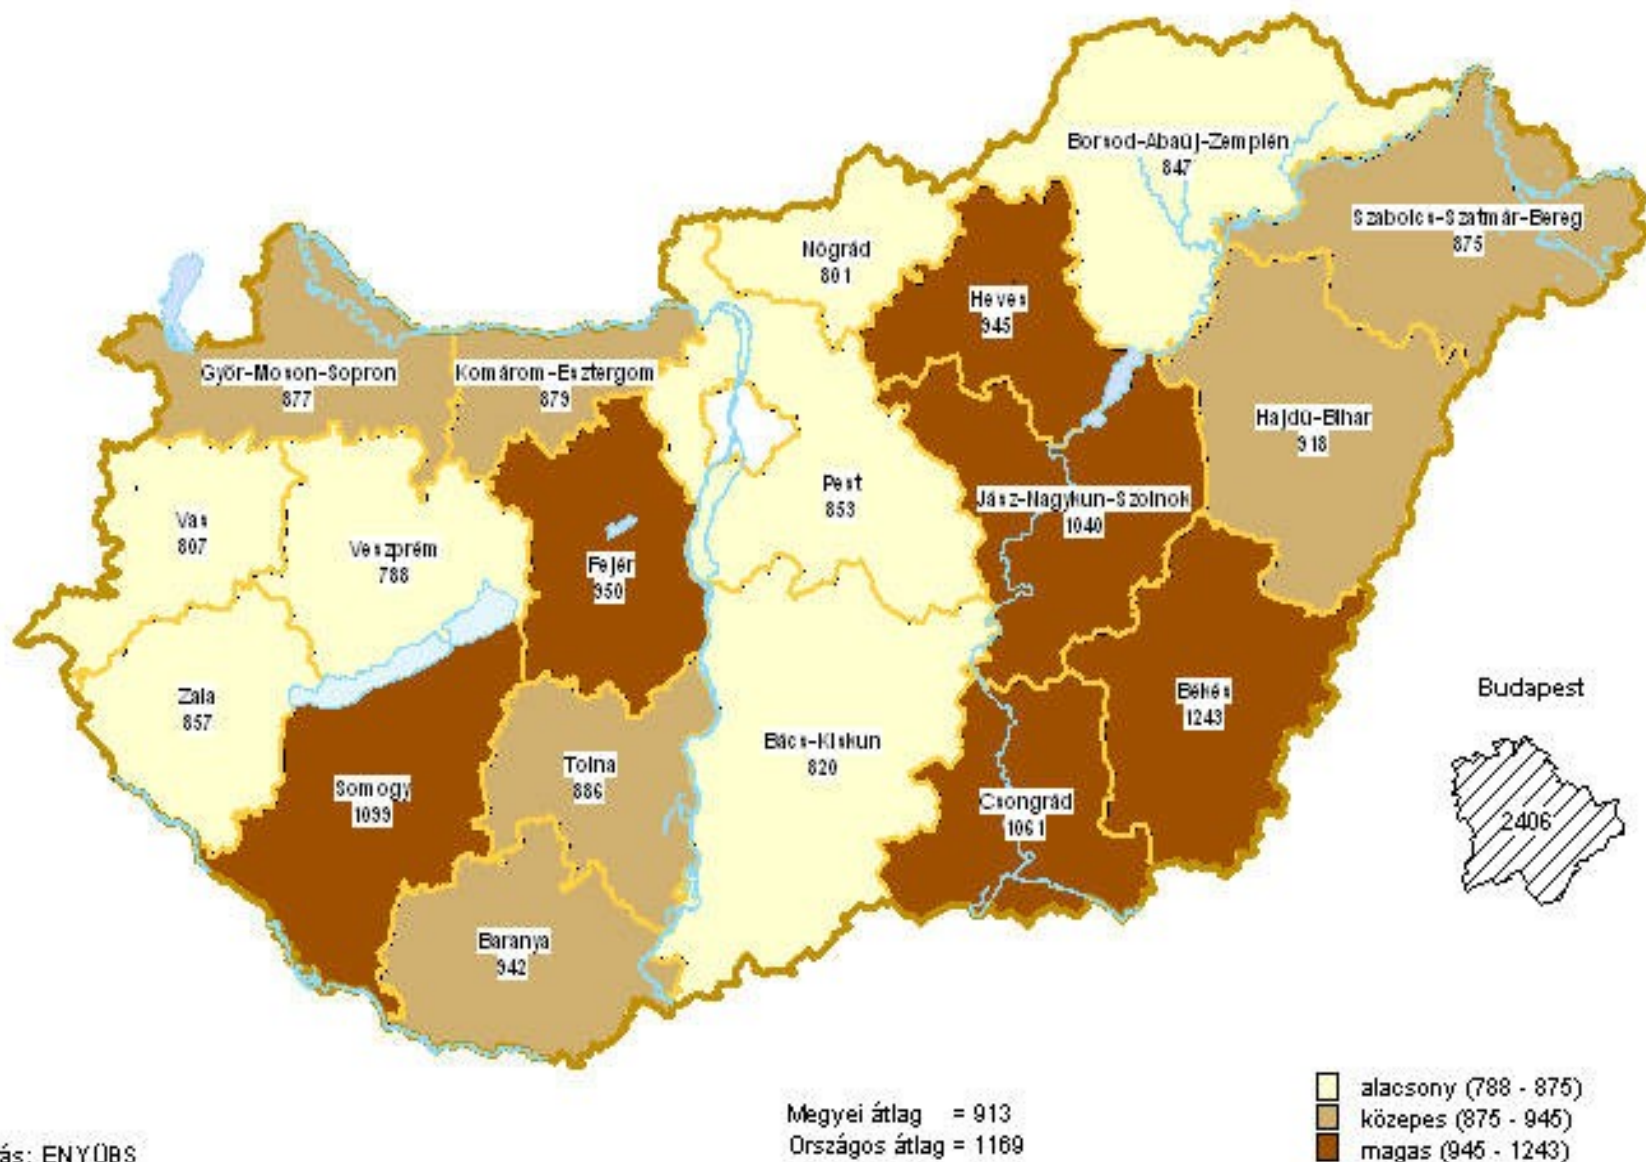 Borsod-Abaúj-Zemplén
847
Szabolcs-Szatmár-Bereg
875
Nógrád
801
Heves
945
Győr-Moson-Sopron
877
Komárom-Esztergom
879
Hajdú-Bihar
918
Pest
853
Jász-Nagykun-Szolnok
1040
Vas
807
Veszprém
788
Fejér
950
Zala
857
Békés
1243
Budapest
2406
Bács-Kiskun
820
Tolna
886
Somogy
1099
Csongrád
1061
Baranya
942
Megyei átlag = 913
Országos átlag = 1169
alacsony (788 - 875)
közepes (875 - 945)
magas (945 - 1243)
ás: ENYÜBS